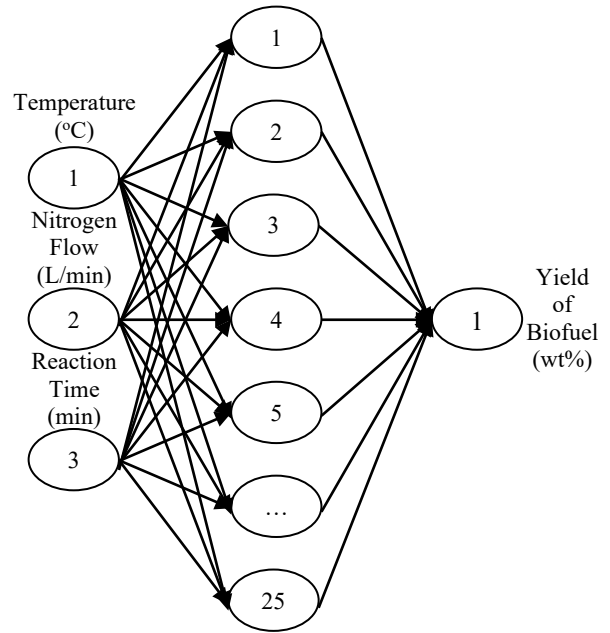 Temperature
(°C)
1
Nitrogen
Flow
(L/min)
2
Reaction
Time
(min)
3
1
2
3
4
5
...
25
1
Yield
of
Biofuel
(wt%)